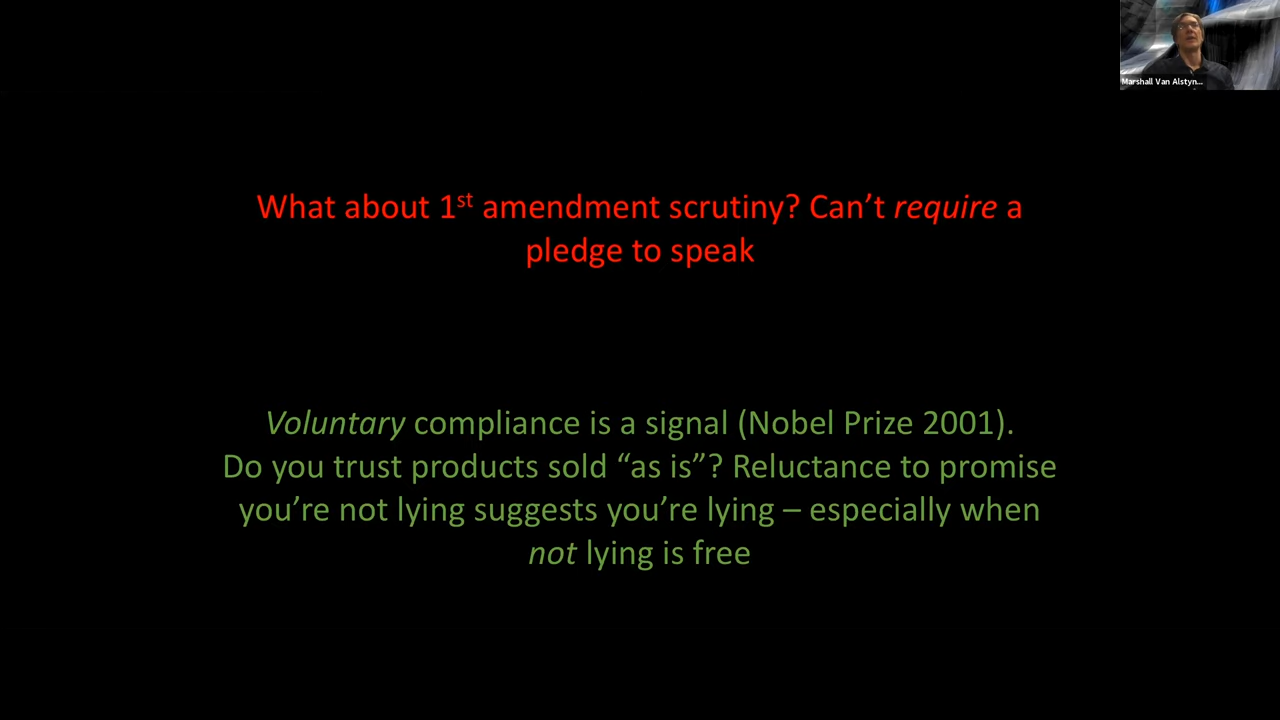 Marshall Van Alstyn...
What about 1st amendment scrutiny? Can’t require a
pledge to speak
Voluntary compliance is a signal (Nobel Prize 2001).
Do you trust products sold “as is”? Reluctance to promise
you’re not lying suggests you’re lying – especially when
not lying is free